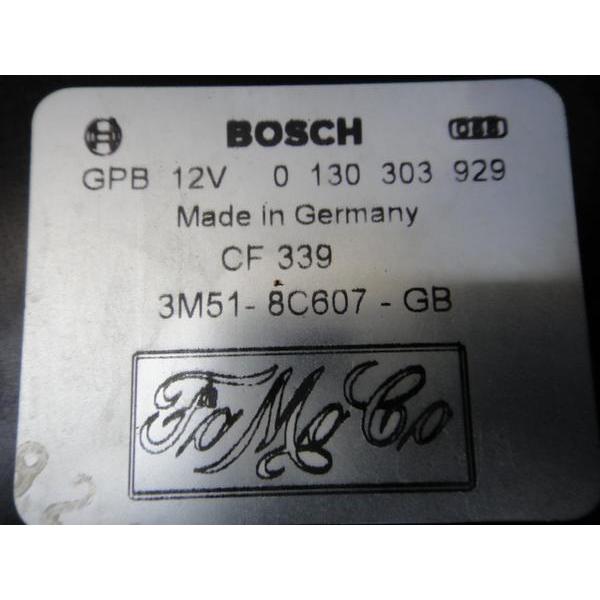 BOSCH
GPB 12V 0 130 303 929
Made in Germany
CF 339
3M51- 8C607 - GB
FoMoCo